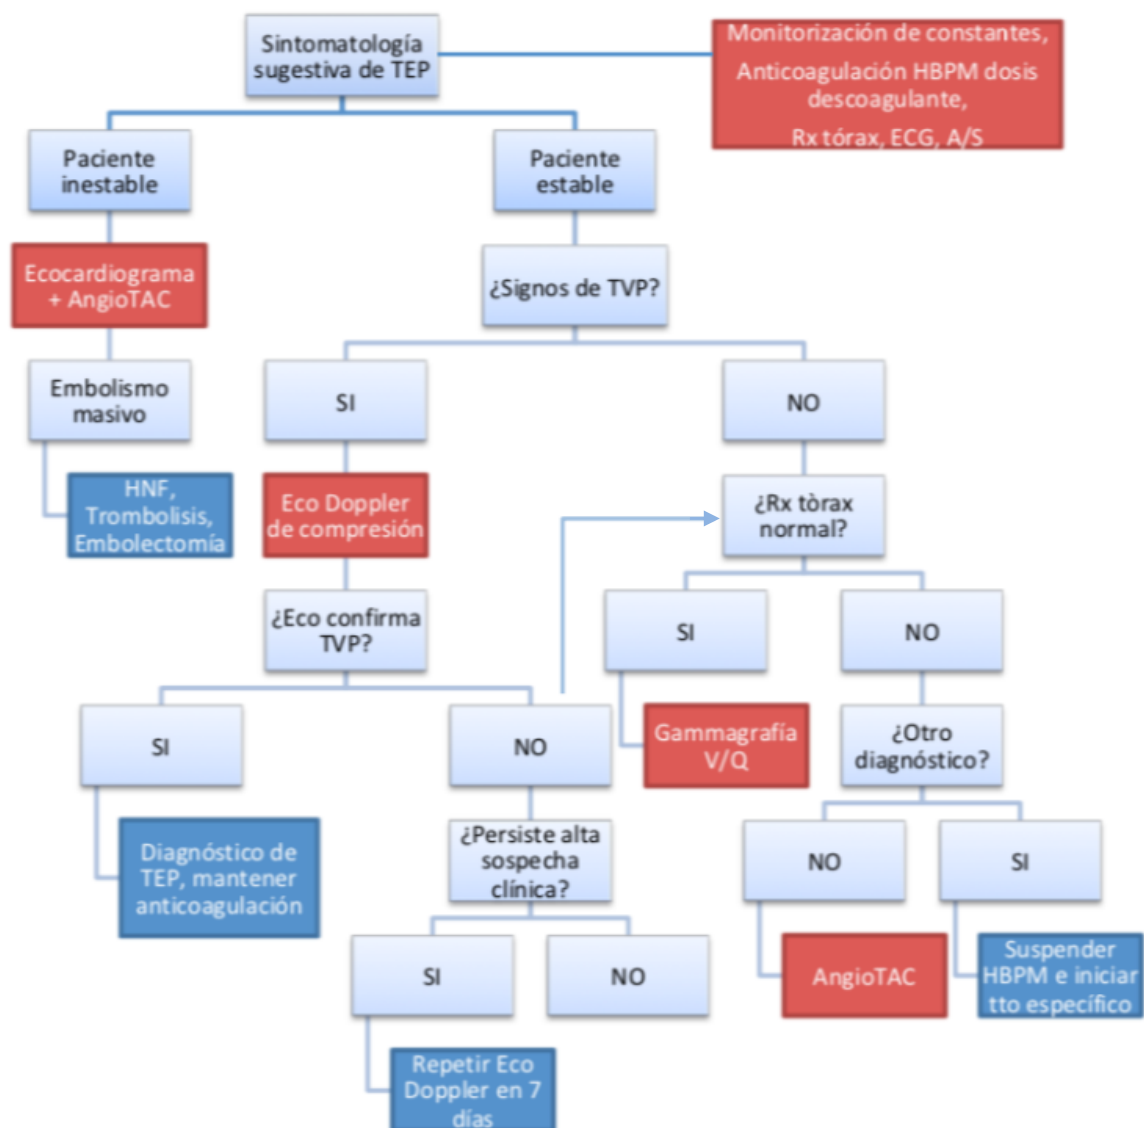 Sintomatología
sugestiva de TEP
Monitorización de constantes,
Anticoagulación HBPM dosis
descoagulante,
Rx tórax, ECG, A/S
Paciente
inestable
Paciente
estable
Ecocardiograma
+ AngioTAC
¿Signos de TVP?
Embolismo
masivo
SI
NO
HNF,
Trombolisis,
Embolectomía
Eco Doppler
de compresión
¿Rx tòrax
normal?
¿Eco confirma
TVP?
SI
NO
SI
NO
Gammagrafía
V/Q
¿Otro
diagnóstico?
Diagnóstico de
TEP, mantener
anticoagulación
¿Persiste alta
sospecha
clínica?
NO
SI
SI
NO
AngioTAC
Suspender
HBPM e iniciar
tto específico
Repetir Eco
Doppler en 7
días